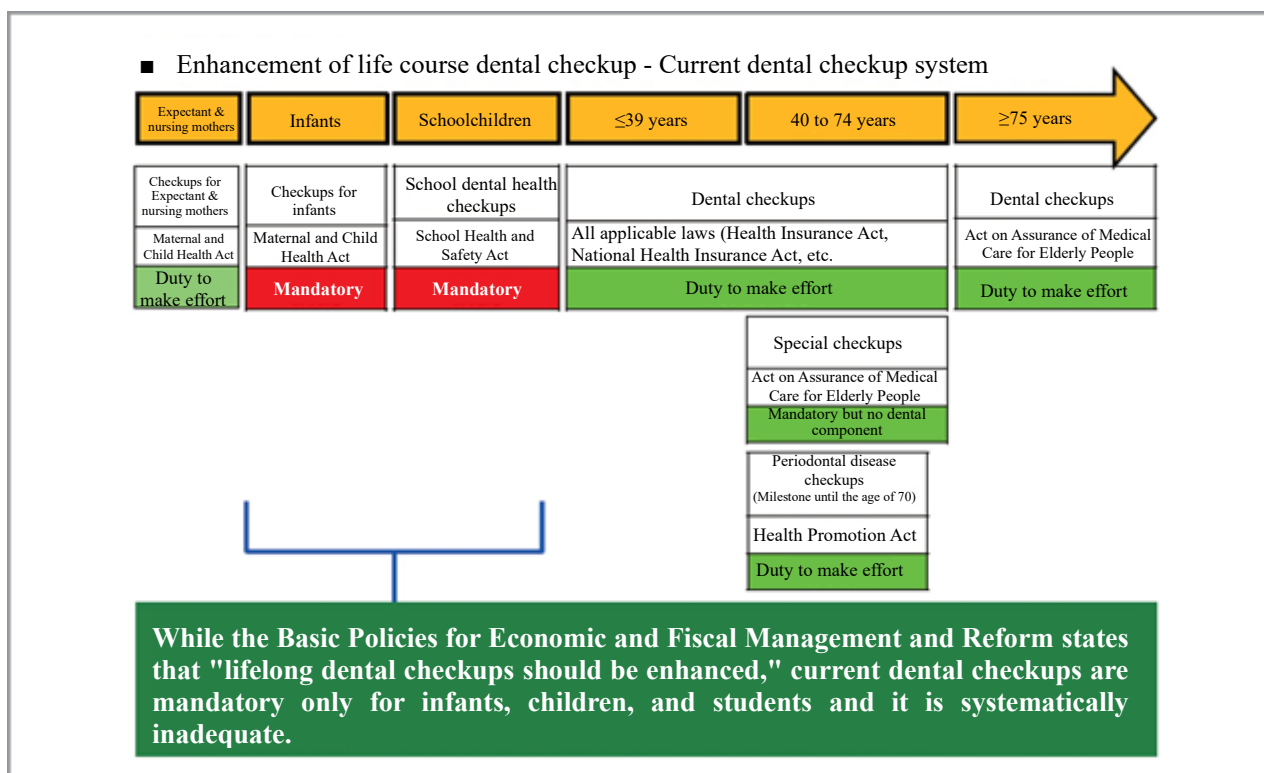 ■ Enhancement of life course dental checkup - Current dental checkup system
Expectant &
nursing mothers
Infants
Schoolchildren
≤39 years
40 to 74 years
≥75 years
Checkups for
Expectant &
nursing mothers
Maternal and
Child Health Act
Duty to
make effort
Checkups for
infants
Maternal and Child
Health Act
Mandatory
School dental health
checkups
School Health and
Safety Act
Mandatory
Dental checkups
All applicable laws (Health Insurance Act,
National Health Insurance Act, etc.
Duty to make effort
Dental checkups
Act on Assurance of Medical
Care for Elderly People
Duty to make effort
Special checkups
Act on Assurance of Medical
Care for Elderly People
Mandatory but no dental
component
Periodontal disease
checkups
(Milestone until the age of 70)
Health Promotion Act
Duty to make effort
While the Basic Policies for Economic and Fiscal Management and Reform states
that "lifelong dental checkups should be enhanced," current dental checkups are
mandatory only for infants, children, and students and it is systematically
inadequate.